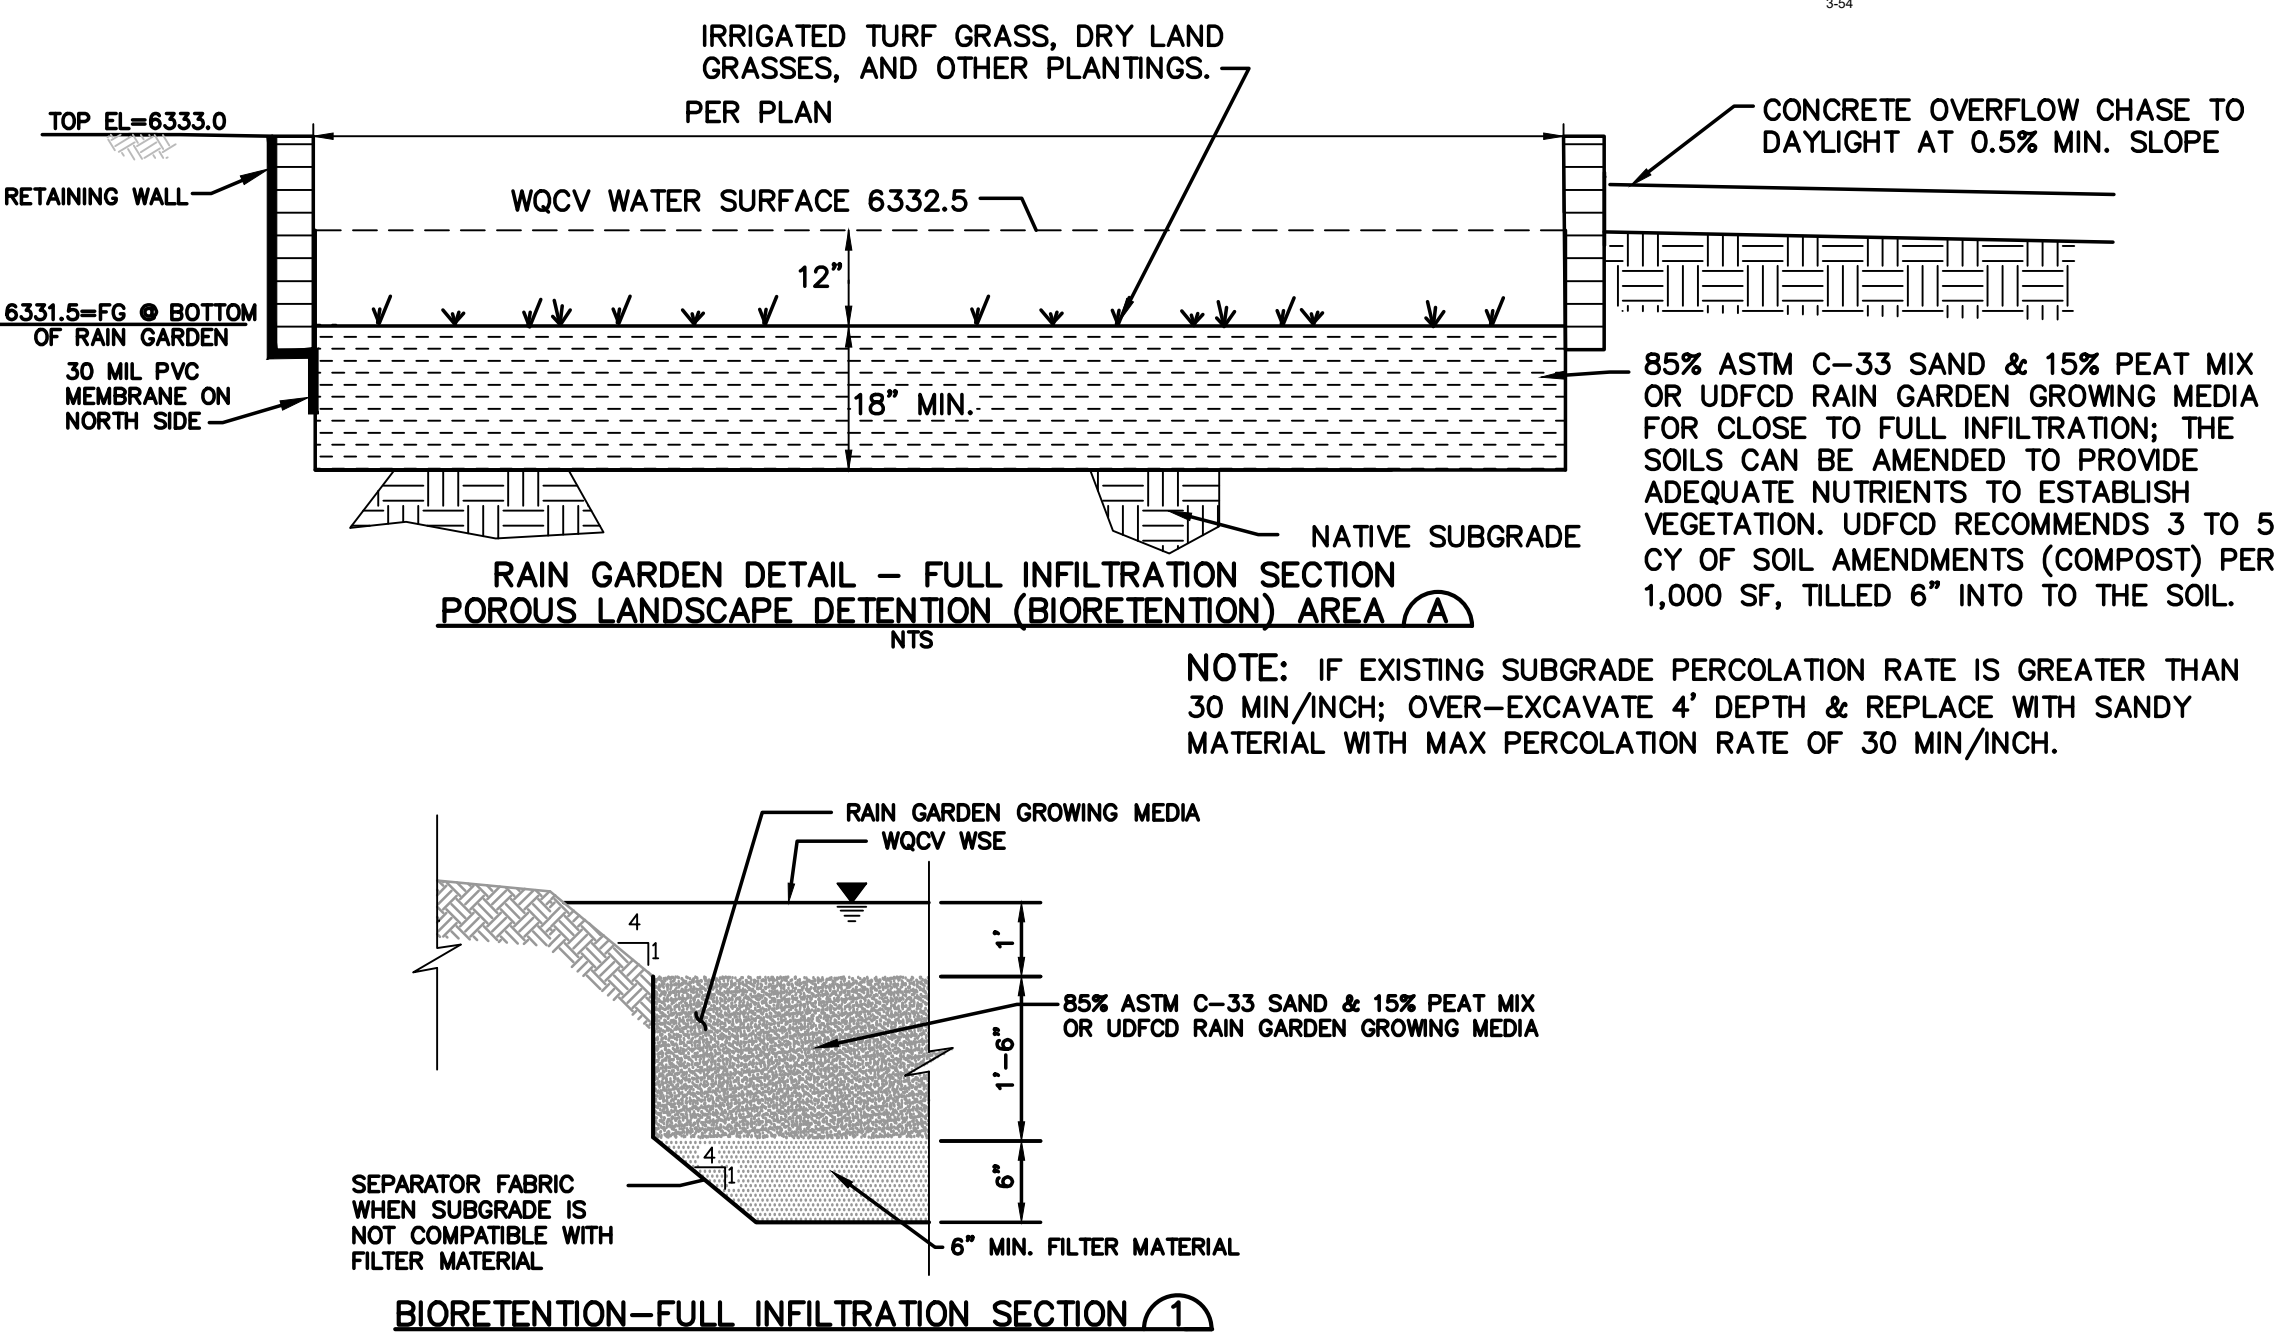 3-54
IRRIGATED TURF GRASS, DRY LAND
GRASSES, AND OTHER PLANTINGS.
PER PLAN
TOP EL=6333.0
CONCRETE OVERFLOW CHASE TO
DAYLIGHT AT 0.5% MIN. SLOPE
RETAINING WALL
WQCV WATER SURFACE 6332.5
12"
6331.5=FG @ BOTTOM
OF RAIN GARDEN
30 MIL PVC
MEMBRANE ON
NORTH SIDE
18" MIN.
85% ASTM C-33 SAND & 15% PEAT MIX
OR UDFCD RAIN GARDEN GROWING MEDIA
FOR CLOSE TO FULL INFILTRATION; THE
SOILS CAN BE AMENDED TO PROVIDE
ADEQUATE NUTRIENTS TO ESTABLISH
VEGETATION. UDFCD RECOMMENDS 3 TO 5
CY OF SOIL AMENDMENTS (COMPOST) PER
1,000 SF, TILLED 6" INTO TO THE SOIL.
NATIVE SUBGRADE
RAIN GARDEN DETAIL - FULL INFILTRATION SECTION
POROUS LANDSCAPE DETENTION (BIORETENTION) AREA A
NTS
NOTE: IF EXISTING SUBGRADE PERCOLATION RATE IS GREATER THAN
30 MIN/INCH; OVER-EXCAVATE 4' DEPTH & REPLACE WITH SANDY
MATERIAL WITH MAX PERCOLATION RATE OF 30 MIN/INCH.
RAIN GARDEN GROWING MEDIA
WQCV WSE
4
1
1'
85% ASTM C-33 SAND & 15% PEAT MIX
OR UDFCD RAIN GARDEN GROWING MEDIA
1'-6"
4
1
6"
SEPARATOR FABRIC
WHEN SUBGRADE IS
NOT COMPATIBLE WITH
FILTER MATERIAL
6" MIN. FILTER MATERIAL
BIORETENTION-FULL INFILTRATION SECTION 1